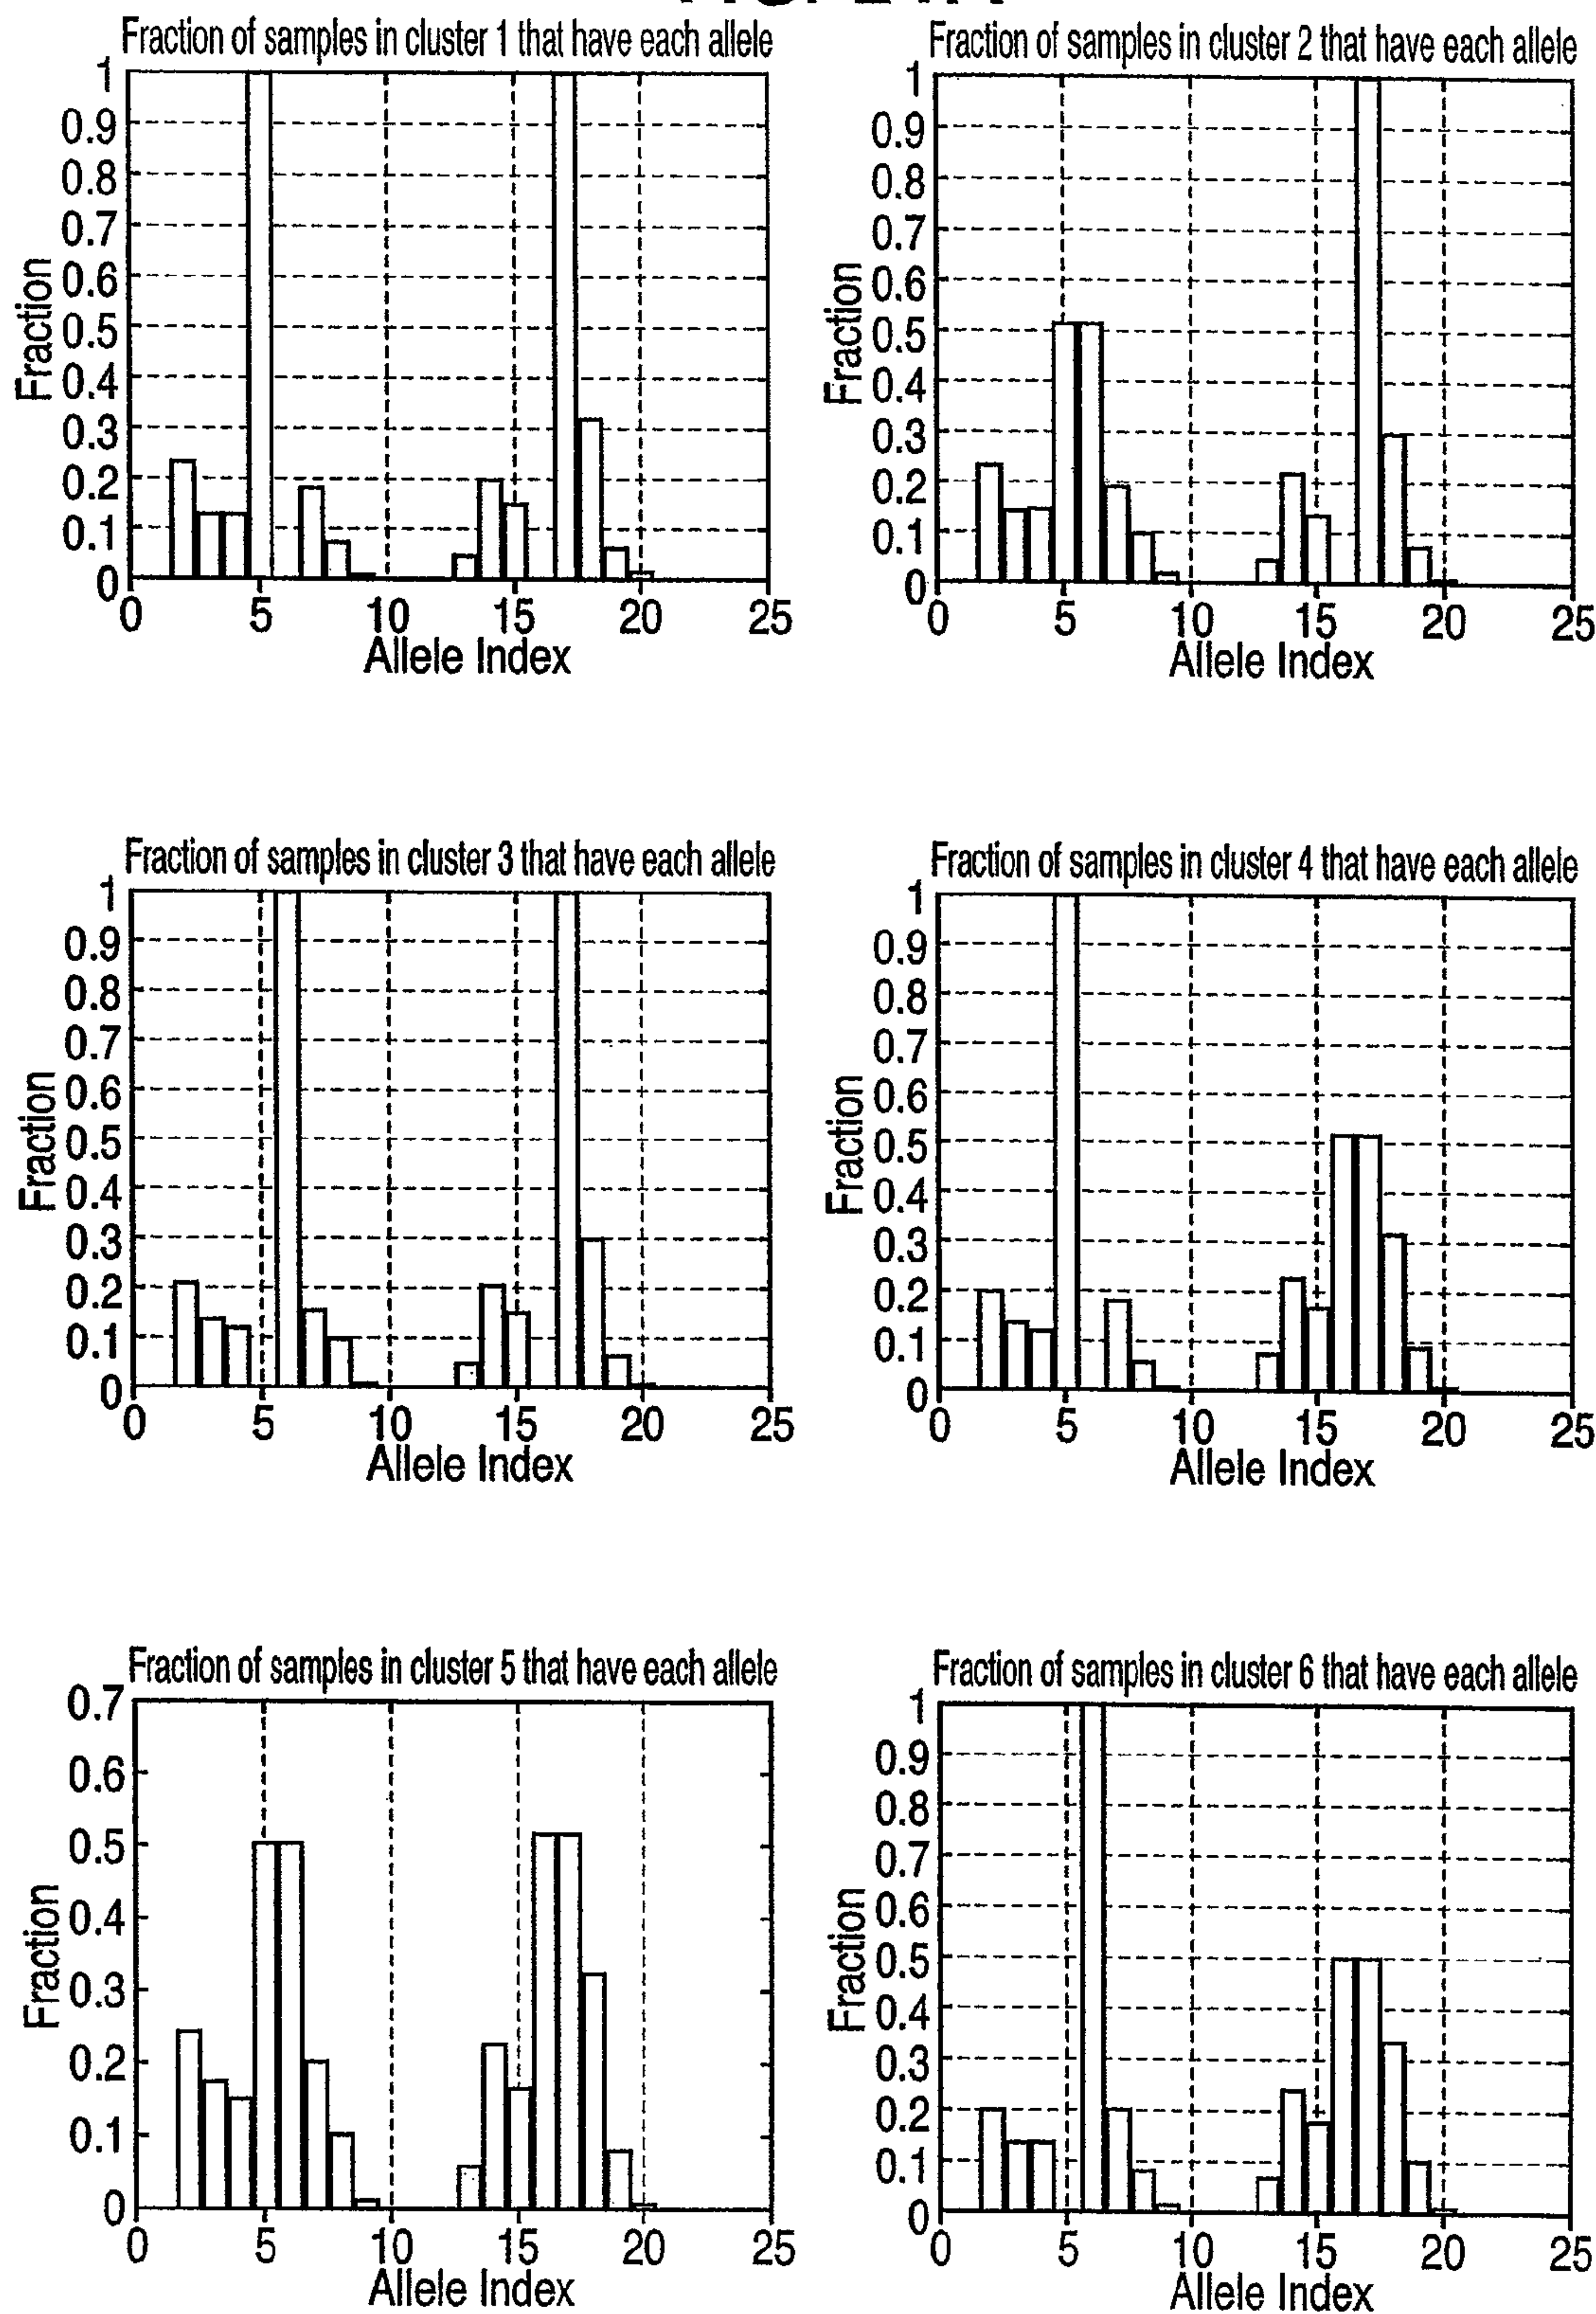 Fraction of samples in cluster 1 that have each allele
1
0.9
0.8
0.7
0.6
0.5
0.4
0.3
0.2
0.1
0
Fraction
0 5 10 15 20 25
Allele Index
Fraction of samples in cluster 2 that have each allele
1
0.9
0.8
0.7
0.6
0.5
0.4
0.3
0.2
0.1
0
Fraction
0 5 10 15 20 25
Allele Index
Fraction of samples in cluster 3 that have each allele
1
0.9
0.8
0.7
0.6
0.5
0.4
0.3
0.2
0.1
0
Fraction
0 5 10 15 20 25
Allele Index
Fraction of samples in cluster 4 that have each allele
1
0.9
0.8
0.7
0.6
0.5
0.4
0.3
0.2
0.1
0
Fraction
0 5 10 15 20 25
Allele Index
Fraction of samples in cluster 5 that have each allele
0.7
0.6
0.5
0.4
0.3
0.2
0.1
0
Fraction
0 5 10 15 20 25
Allele Index
Fraction of samples in cluster 6 that have each allele
1
0.9
0.8
0.7
0.6
0.5
0.4
0.3
0.2
0.1
0
Fraction
0 5 10 15 20 25
Allele Index